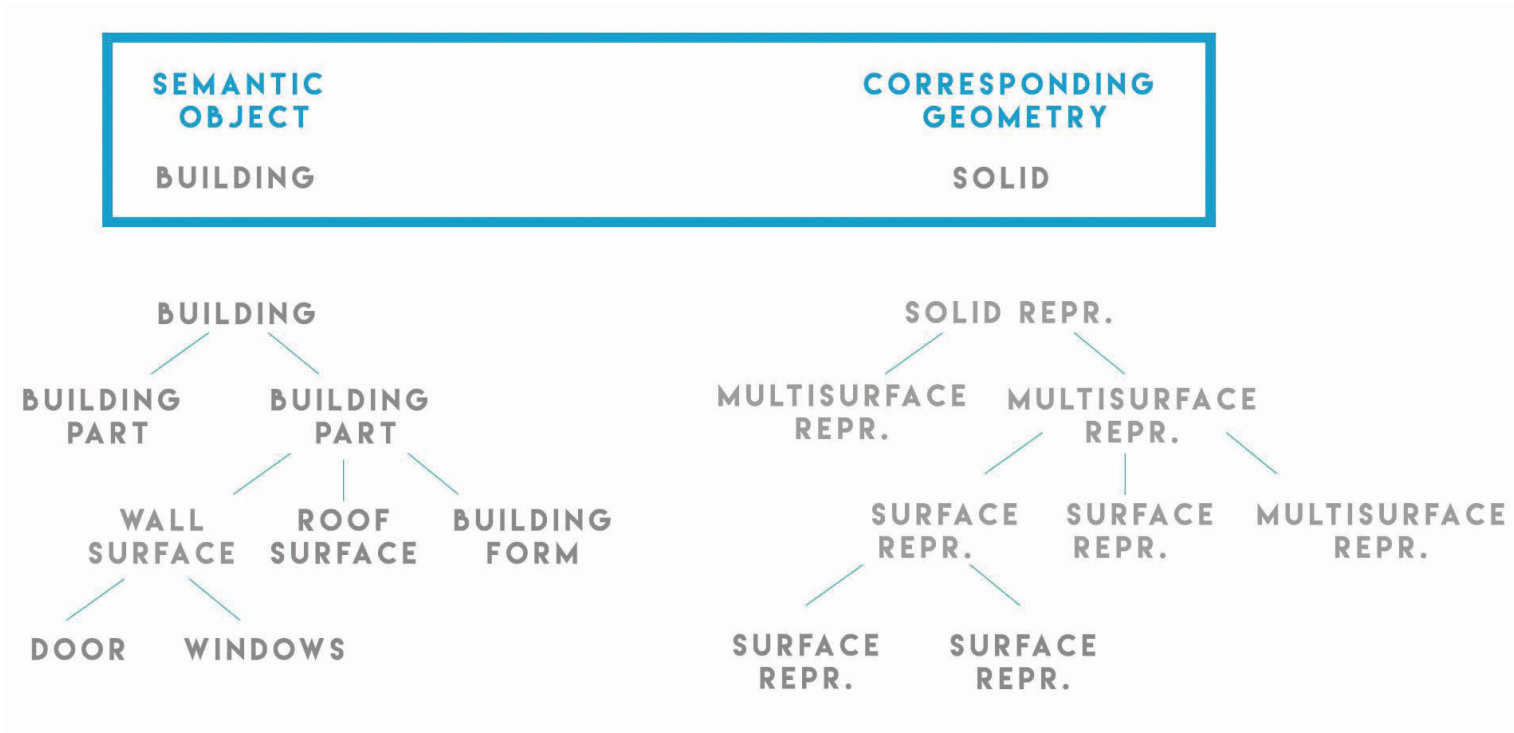 SEMANTIC
OBJECT
CORRESPONDING
GEOMETRY
BUILDING
SOLID
BUILDING
BUILDING
PART
BUILDING
PART
WALL
SURFACE
ROOF
SURFACE
BUILDING
FORM
DOOR
WINDOWS
SOLID REPR.
MULTISURFACE
REPR.
MULTISURFACE
REPR.
SURFACE
REPR.
SURFACE
REPR.
MULTISURFACE
REPR.
SURFACE
REPR.
SURFACE
REPR.